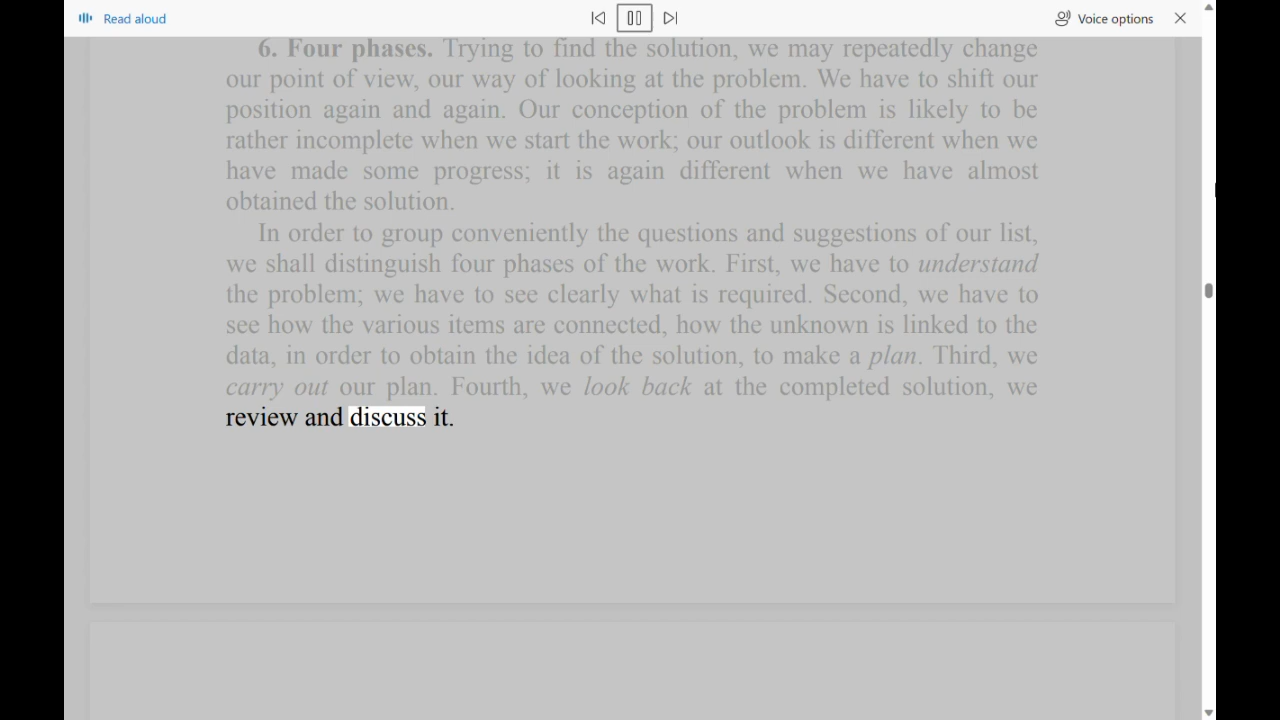 Read aloud
Voice options
6. Four phases. Trying to find the solution, we may repeatedly change
our point of view, our way of looking at the problem. We have to shift our
position again and again. Our conception of the problem is likely to be
rather incomplete when we start the work; our outlook is different when we
have made some progress; it is again different when we have almost
obtained the solution.
In order to group conveniently the questions and suggestions of our list,
we shall distinguish four phases of the work. First, we have to understand
the problem; we have to see clearly what is required. Second, we have to
see how the various items are connected, how the unknown is linked to the
data, in order to obtain the idea of the solution, to make a plan. Third, we
carry out our plan. Fourth, we look back at the completed solution, we
review and discuss it.